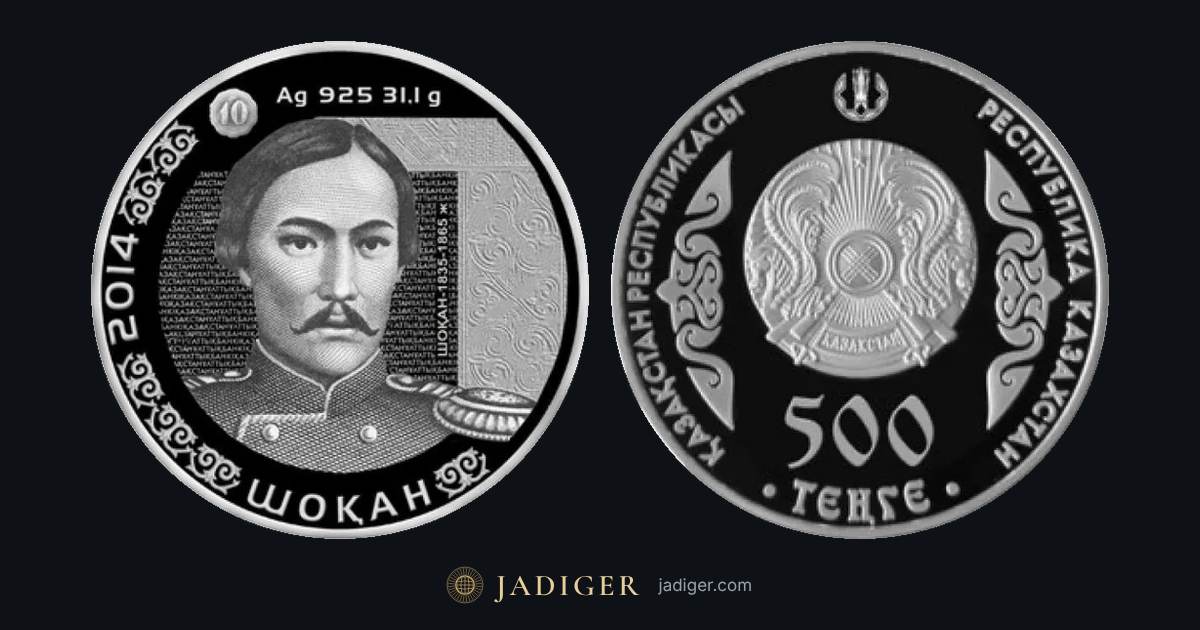 Ag 925 31.1 g
10
2014
ШОҚАН-1835-1865 ж
ШОҚАН
ҚАЗАҚСТАН РЕСПУБЛИКАСЫ
РЕСПУБЛИКА КАЗАХСТАН
ҚАЗАҚСТАН
500
• ТЕҢГЕ •
JADIGER
jadiger.com